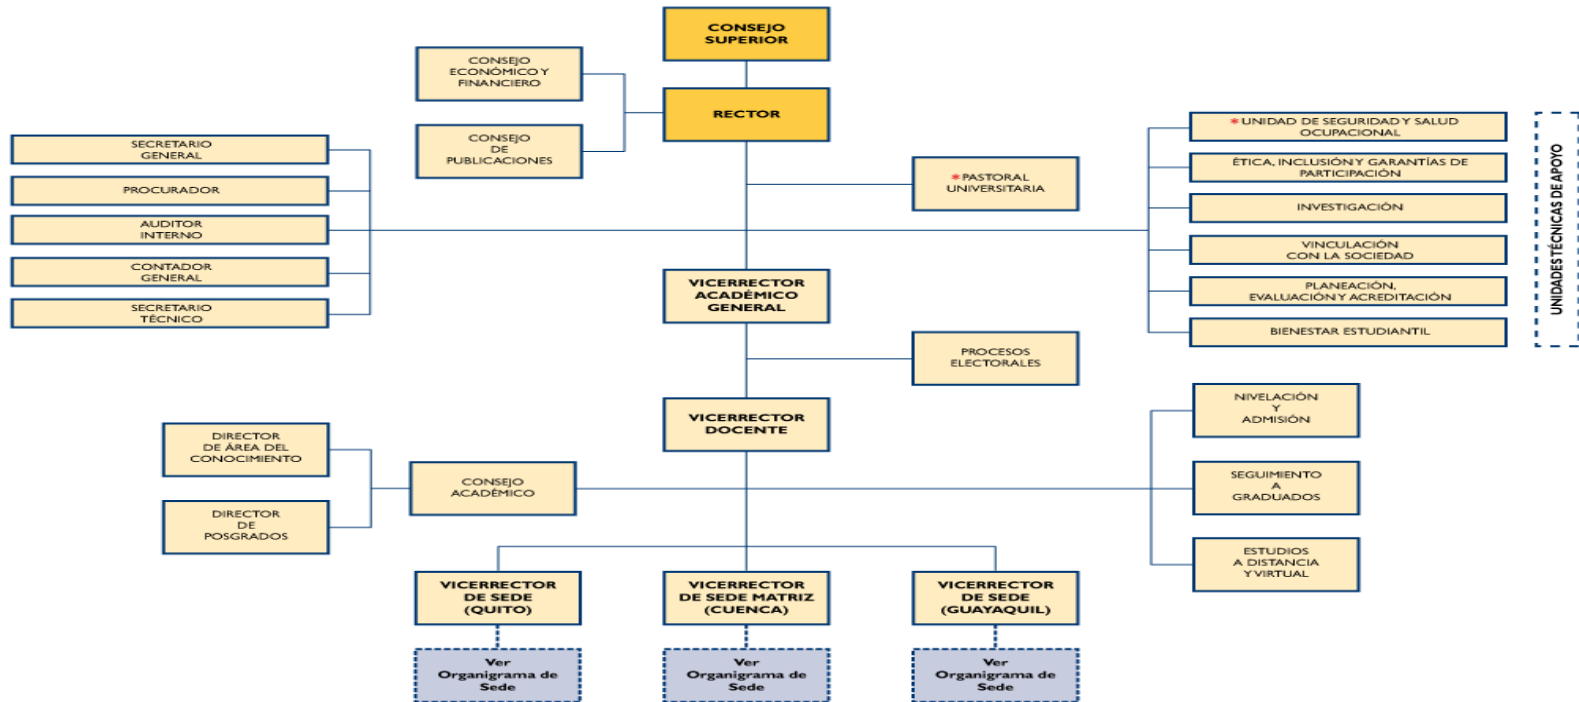 CONSEJO
SUPERIOR
CONSEJO
ECONÓMICO Y
FINANCIERO
RECTOR
CONSEJO
DE
PUBLICACIONES
SECRETARIO
GENERAL
PROCURADOR
AUDITOR
INTERNO
CONTADOR
GENERAL
SECRETARIO
TÉCNICO
*PASTORAL
UNIVERSITARIA
*UNIDAD DE SEGURIDAD Y SALUD
OCUPACIONAL
ÉTICA, INCLUSIÓN Y GARANTÍAS DE
PARTICIPACIÓN
INVESTIGACIÓN
VINCULACIÓN
CON LA SOCIEDAD
PLANEACIÓN,
EVALUACIÓN Y ACREDITACIÓN
BIENESTAR ESTUDIANTIL
UNIDADES TÉCNICAS DE APOYO
VICERRECTOR
ACADÉMICO
GENERAL
PROCESOS
ELECTORALES
VICERRECTOR
DOCENTE
DIRECTOR
DE ÁREA DEL
CONOCIMIENTO
DIRECTOR
DE
POSGRADOS
CONSEJO
ACADÉMICO
NIVELACIÓN
Y
ADMISIÓN
SEGUIMIENTO
A
GRADUADOS
ESTUDIOS
A DISTANCIA
Y VIRTUAL
VICERRECTOR
DE SEDE
(QUITO)
VICERRECTOR
DE SEDE MATRIZ
(CUENCA)
VICERRECTOR
DE SEDE
(GUAYAQUIL)
Ver
Organigrama de
Sede
Ver
Organigrama de
Sede
Ver
Organigrama de
Sede